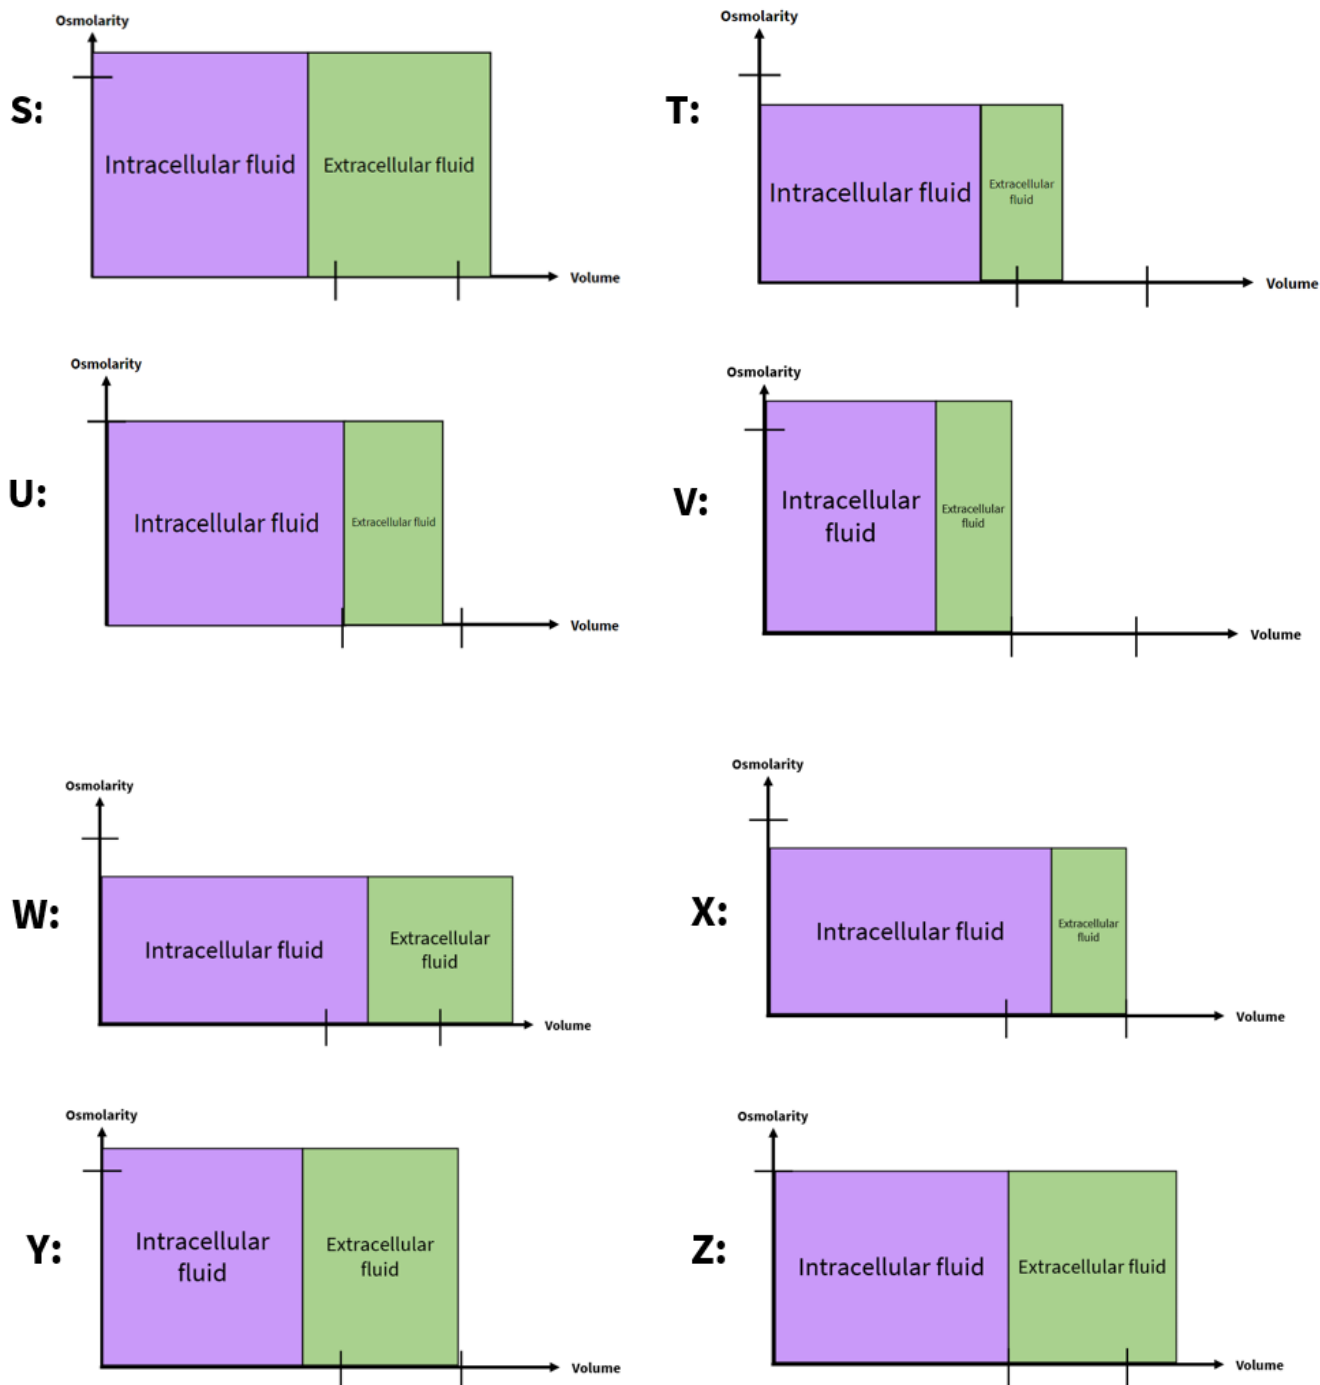 Osmolarity
S:
Intracellular fluid
Extracellular fluid
Volume
Osmolarity
T:
Intracellular fluid
Extracellular
fluid
Volume
Osmolarity
U:
Intracellular fluid
Extracellular fluid
Volume
Osmolarity
V:
Intracellular
fluid
Extracellular
fluid
Volume
Osmolarity
W:
Intracellular fluid
Extracellular
fluid
Volume
Osmolarity
X:
Intracellular fluid
Extracellular
fluid
Volume
Osmolarity
Y:
Intracellular
fluid
Extracellular
fluid
Volume
Osmolarity
Z:
Intracellular fluid
Extracellular fluid
Volume